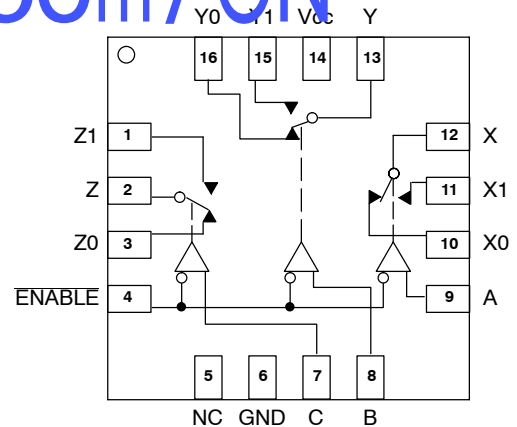 Y0 Y1 Vcc Y
16 15 14 13
Z1 1 12 X
Z 2 11 X1
Z0 3 10 X0
ENABLE 4 9 A
5 6 7 8
NC GND C B